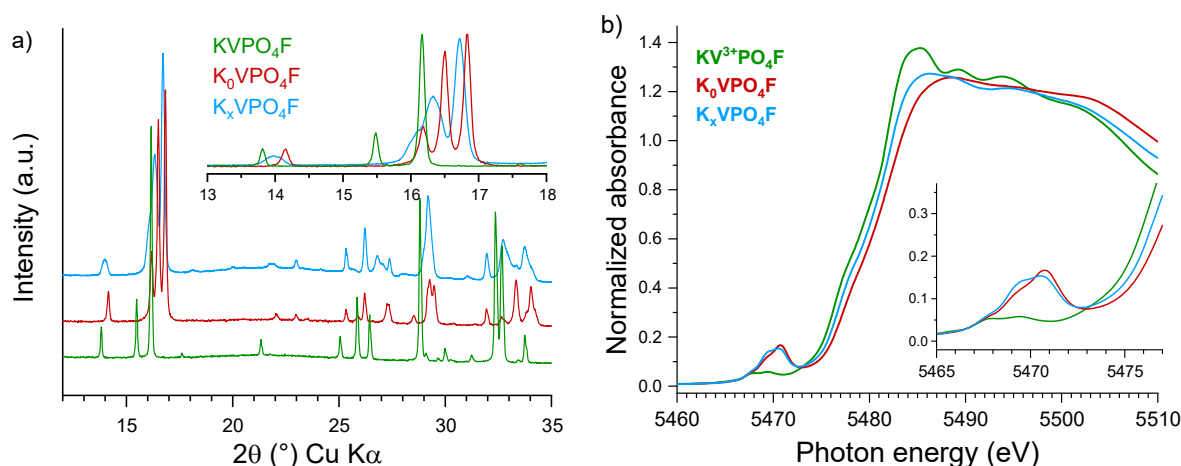 a)
KVPO₄F
K₀VPO₄F
KₓVPO₄F
13 14 15 16 17 18
Intensity (a.u.)
15 20 25 30 35
2θ (°) Cu Kα
b)
KV³⁺PO₄F
K₀VPO₄F
KₓVPO₄F
1.4
1.2
1.0
0.8
0.6
0.4
0.2
0.0
Normalized absorbance
0.3
0.2
0.1
0.0
5465 5470 5475
5460 5470 5480 5490 5500 5510
Photon energy (eV)